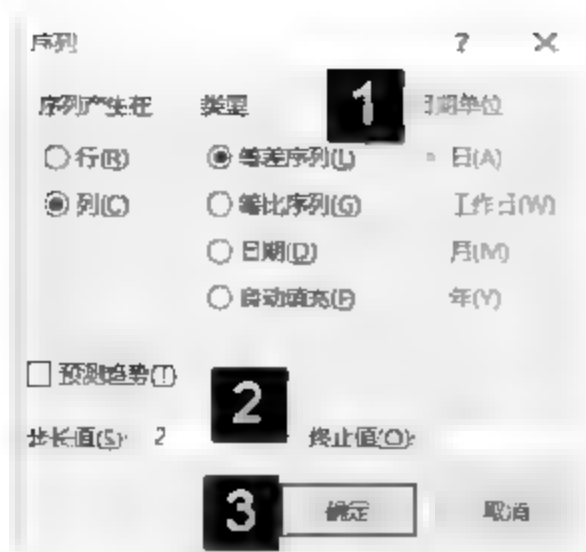 序列 ? ×
序列产生在 类型 1 日期单位
行(R) 等差序列(L) 日(A)
列(C) 等比序列(G) 工作日(W)
日期(D) 月(M)
自动填充(F) 年(Y)
预测趋势(T)
步长值(S): 2 2 终止值(O):
3 确定 取消